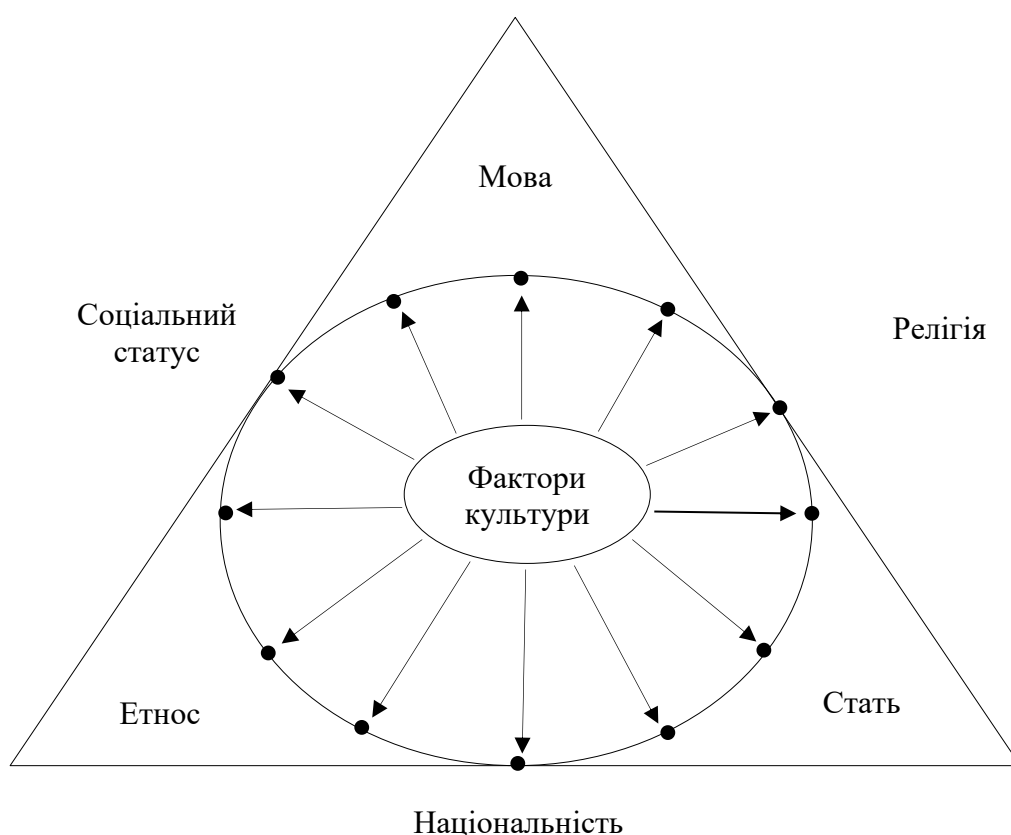 Мова
Соціальний
статус
Релігія
Фактори
культури
Етнос
Стать
Національність